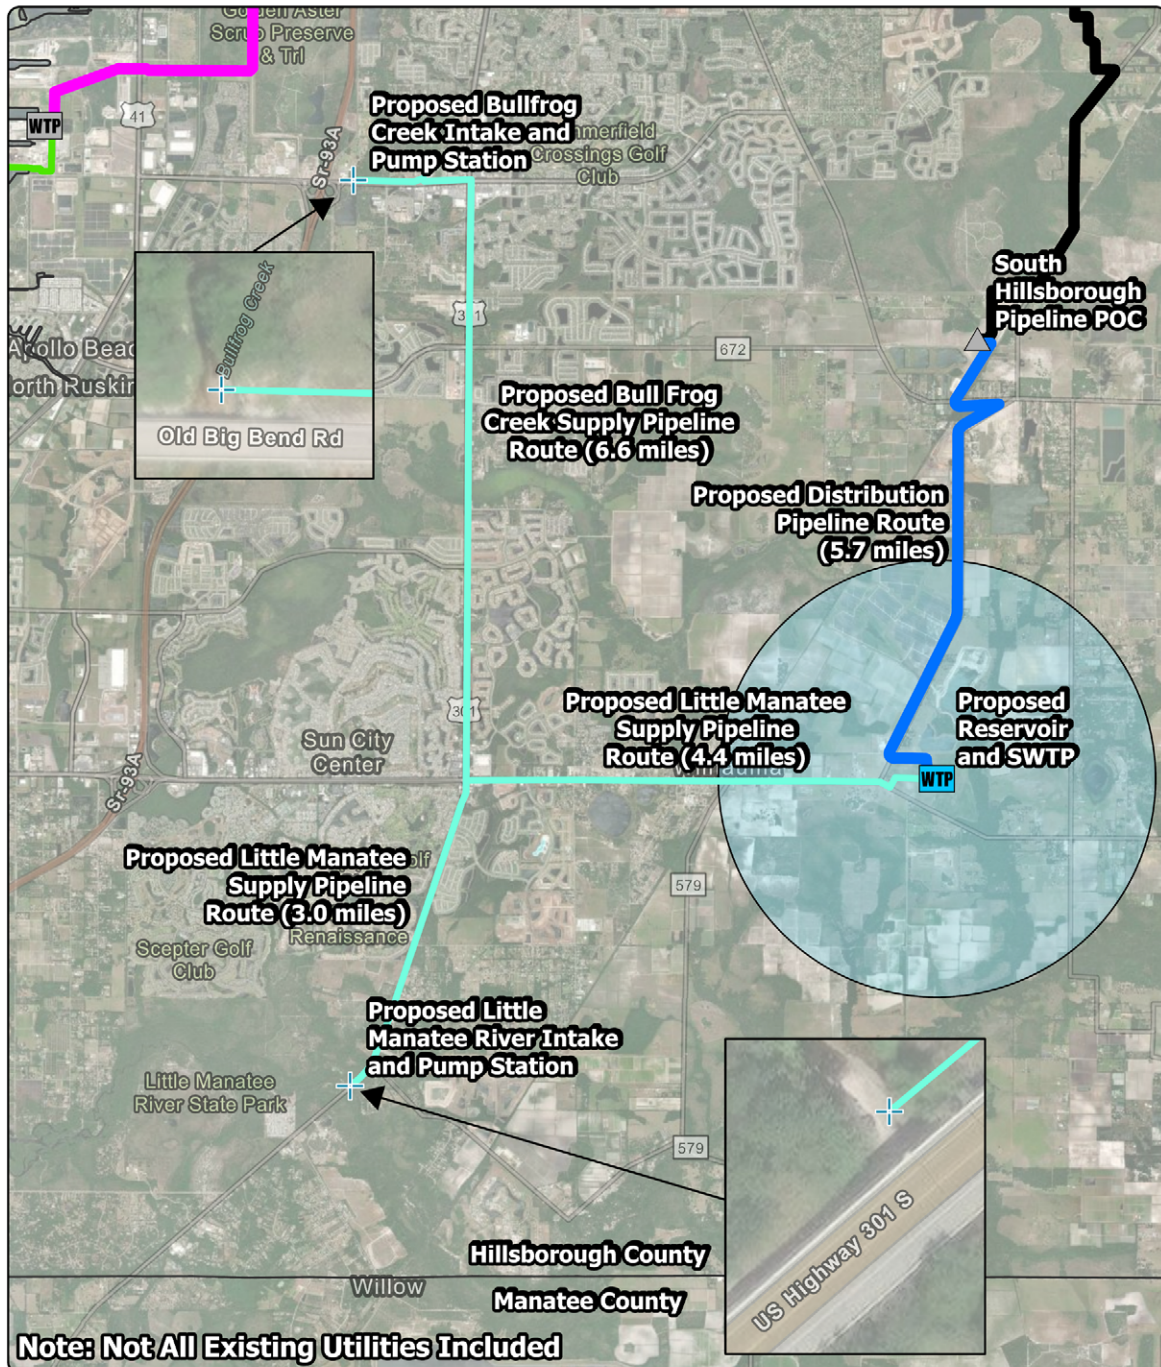 Golden Aster
Scrub Preserve
& Trl
WTP
41
Sr-93A
Proposed Bullfrog
Creek Intake and
Pump Station
Crossings Golf
Club
South
Hillsborough
Pipeline POC
Bullfrog Creek
Old Big Bend Rd
301
672
Apollo Beach
North Ruskin
Proposed Bull Frog
Creek Supply Pipeline
Route (6.6 miles)
Proposed Distribution
Pipeline Route
(5.7 miles)
Proposed Little Manatee
Supply Pipeline
Route (4.4 miles)
Proposed
Reservoir
and SWTP
301
Sun City
Center
Wimauma
WTP
Sr-93A
Proposed Little Manatee
Supply Pipeline
Route (3.0 miles)
Golf
Renaissance
579
Scepter Golf
Club
Proposed Little
Manatee River Intake
and Pump Station
Little Manatee
River State Park
579
US Highway 301 S
Hillsborough County
Willow
Manatee County
Note: Not All Existing Utilities Included